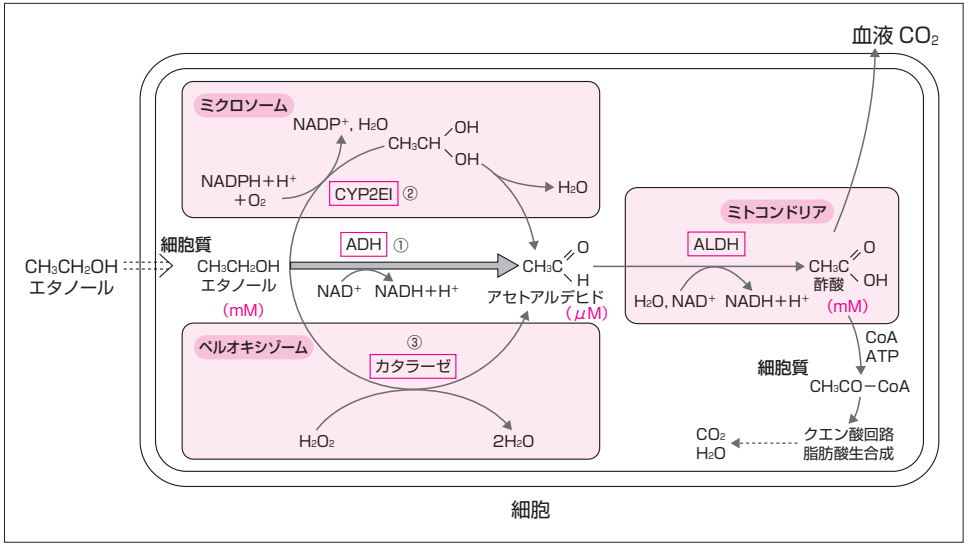 血液 CO₂
ミクロソーム
NADP⁺, H₂O
CH₃CH
OH
OH
NADPH+H⁺
+O₂
CYP2EI ②
H₂O
ミトコンドリア
細胞質
ADH ①
ALDH
CH₃CH₂OH
エタノール
CH₃CH₂OH
エタノール
(mM)
NAD⁺ NADH+H⁺
CH₃C
O
H
アセトアルデヒド
(μM)
H₂O, NAD⁺ NADH+H⁺
CH₃C
O
OH
酢酸
(mM)
ペルオキシゾーム
③
カタラーゼ
H₂O₂
2H₂O
CoA
ATP
細胞質
CH₃CO−CoA
クエン酸回路
脂肪酸生合成
CO₂
H₂O
細胞